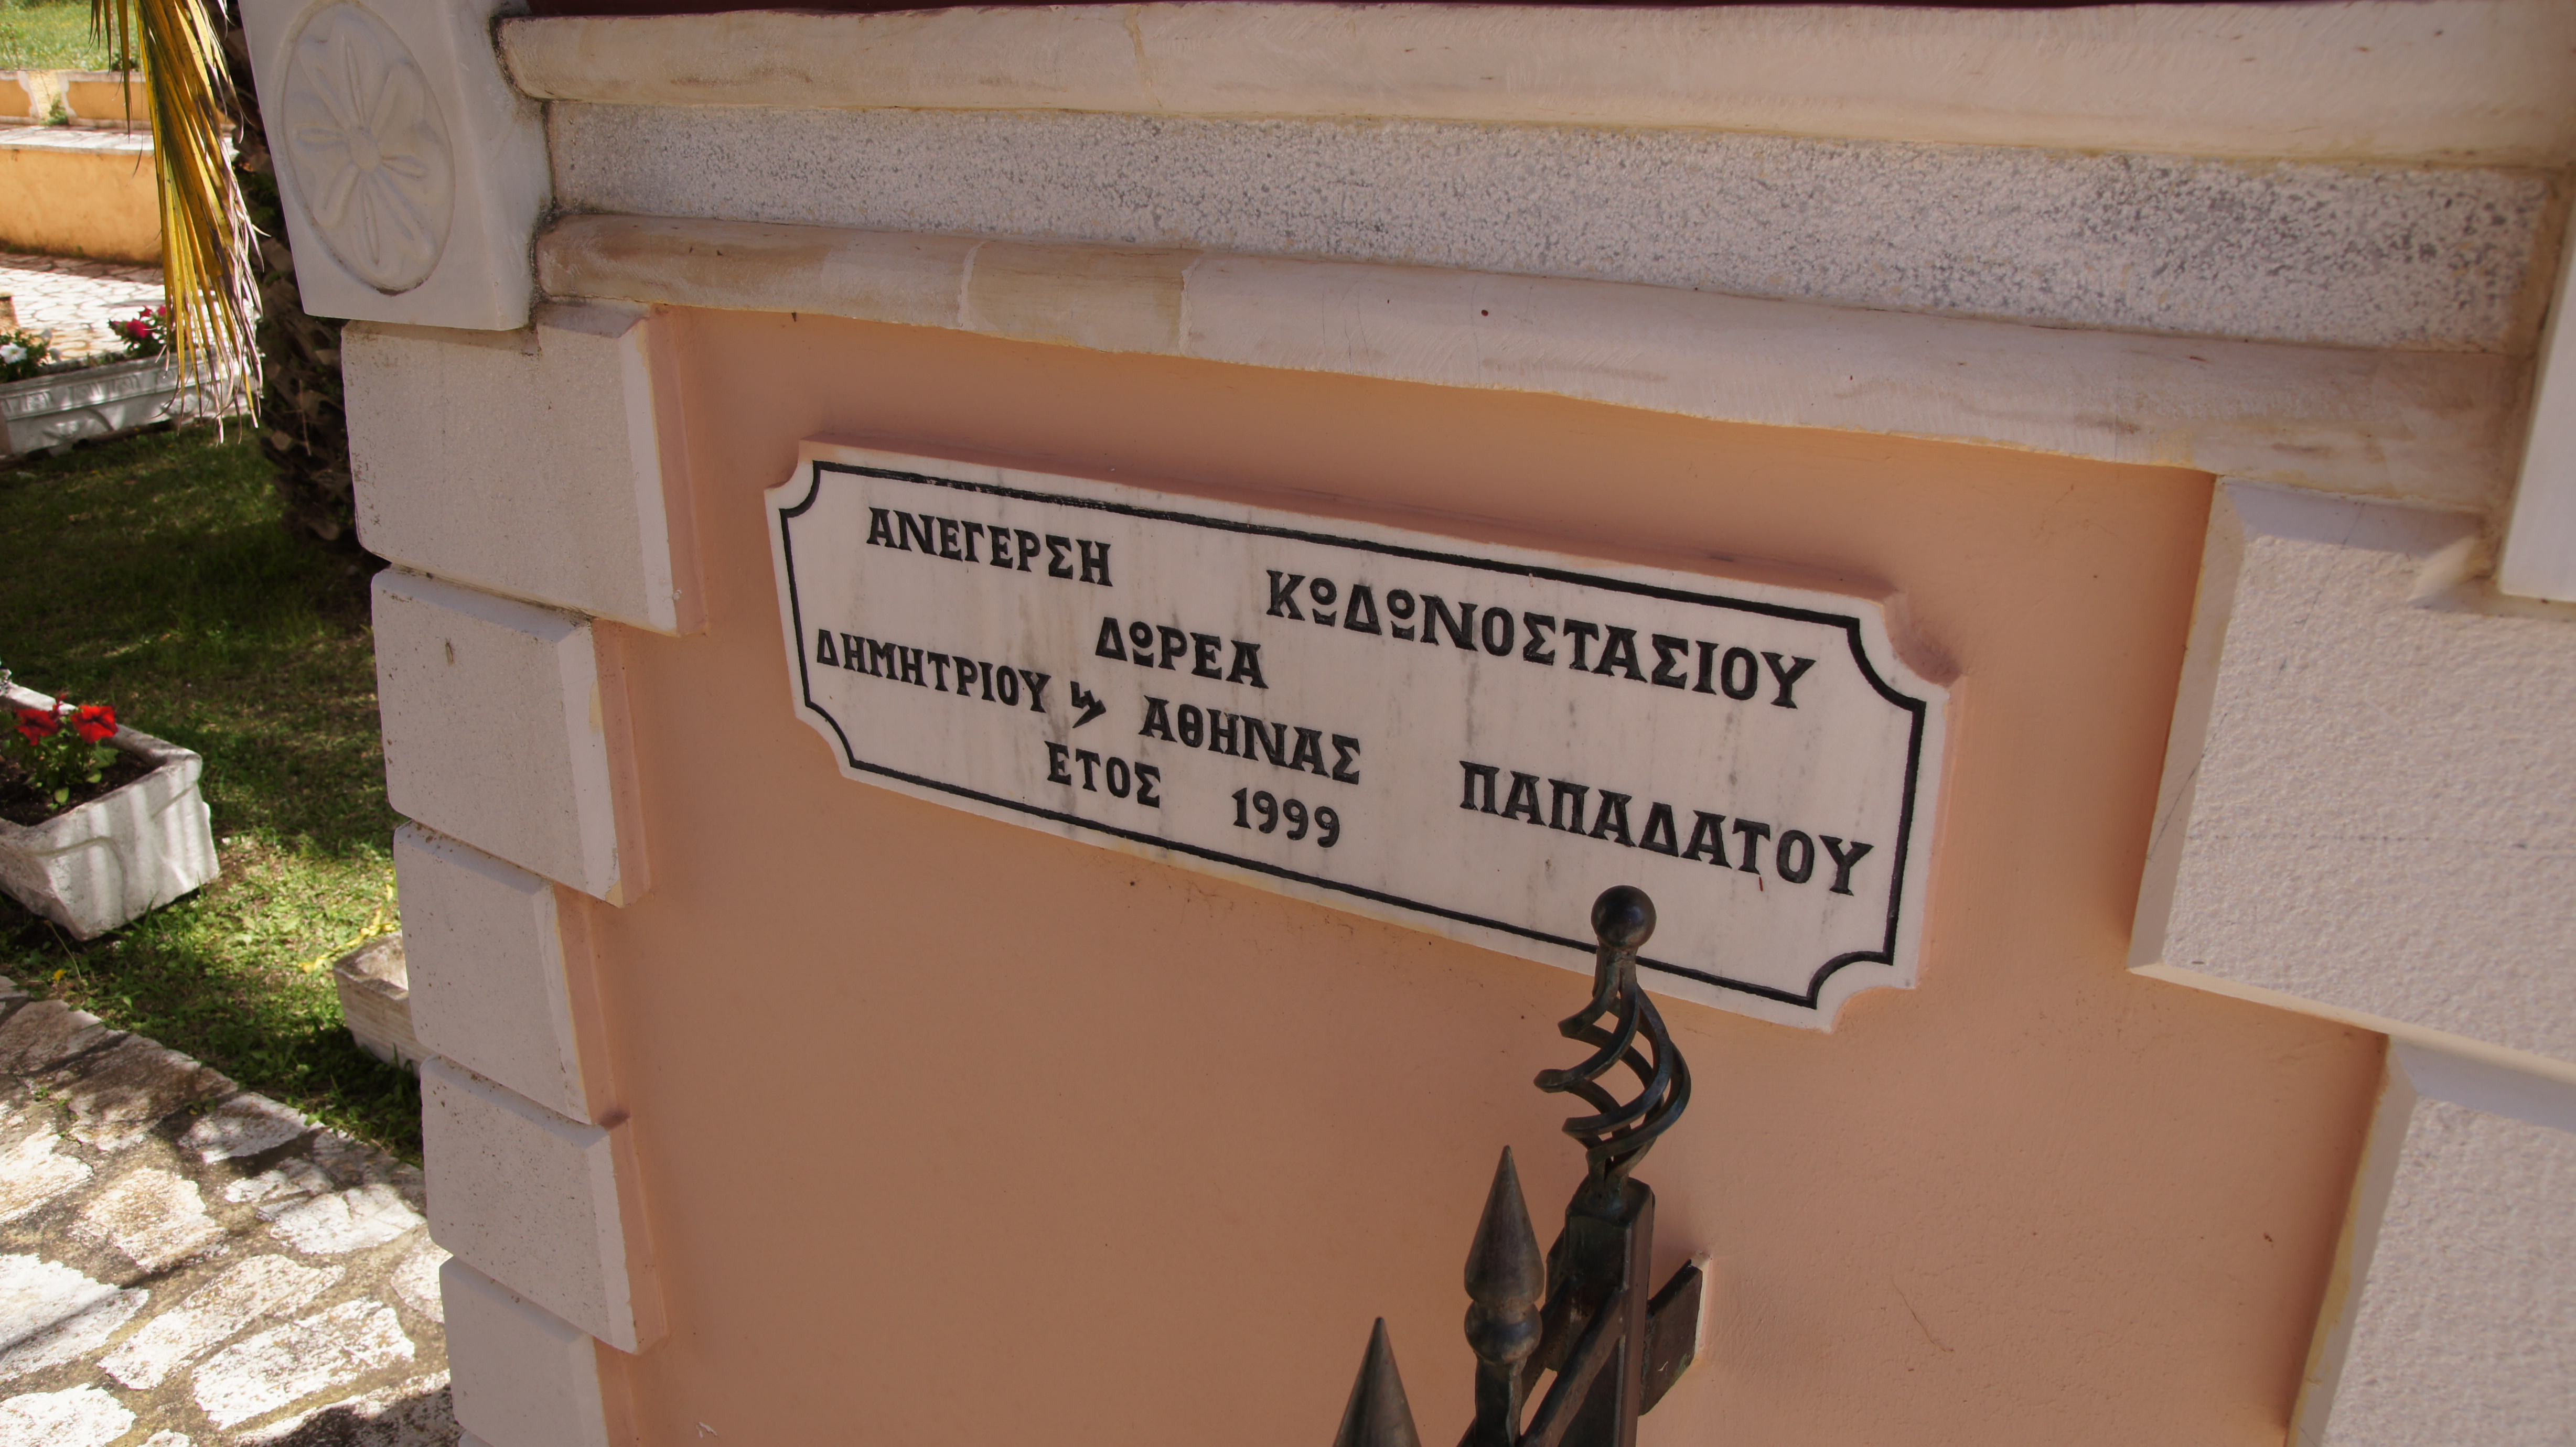 ΑΝΕΓΕΡΣΗ ΚΩΔΩΝΟΣΤΑΣΙΟΥ
ΔΩΡΕΑ
ΔΗΜΗΤΡΙΟΥ ϗ ΑΘΗΝΑΣ ΠΑΠΑΔΑΤΟΥ
ΕΤΟΣ 1999